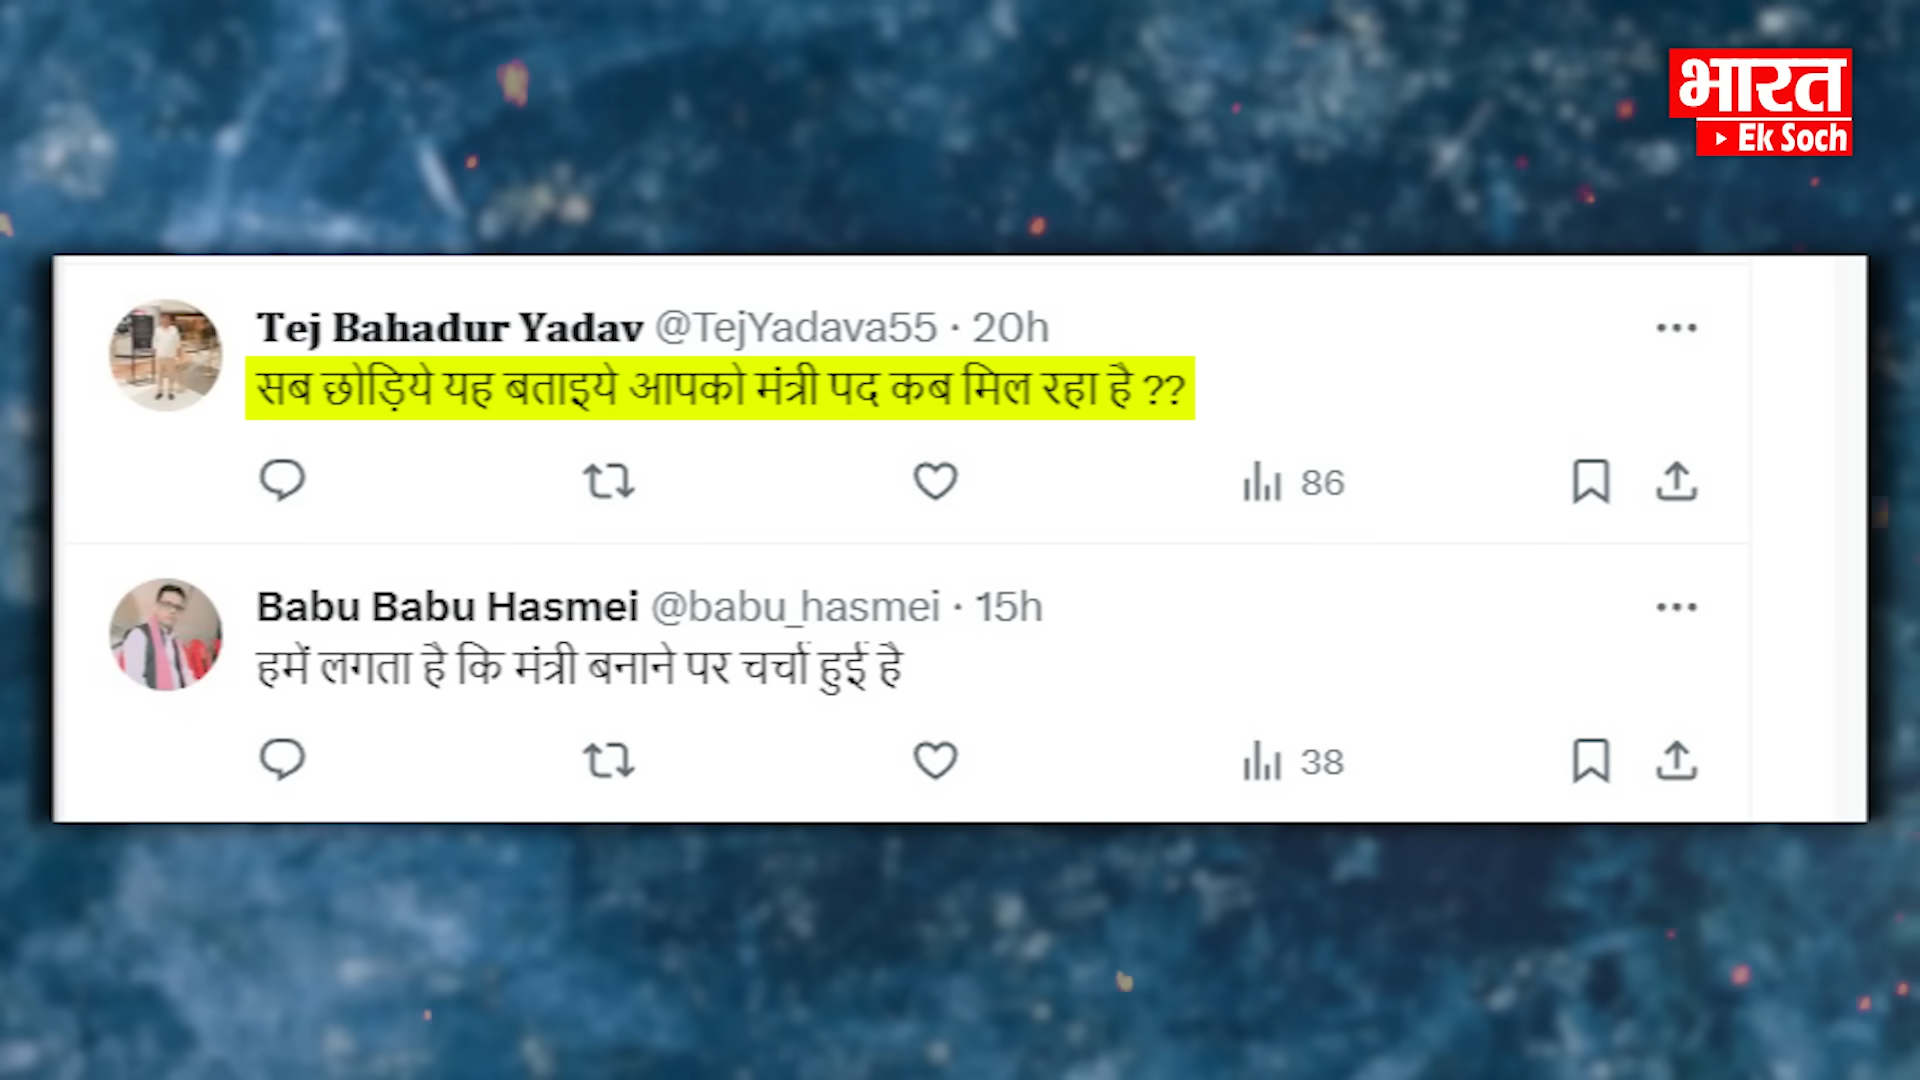 भारत
Ek Soch
Tej Bahadur Yadav @TejYadava55 · 20h
सब छोड़िये यह बताइये आपको मंत्री पद कब मिल रहा है ??
86
Babu Babu Hasmei @babu_hasmei · 15h
हमें लगता है कि मंत्री बनाने पर चर्चा हुई है
38